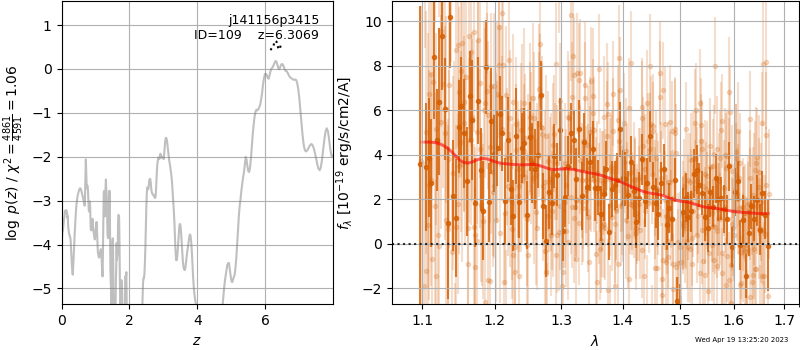 j141156p3415
ID=109 z=6.3069
log p(z) / χ² = 4861/4591 = 1.06
1
0
−1
−2
−3
−4
−5
0 2 4 6
z
f_λ [10⁻¹⁹ erg/s/cm2/A]
10
8
6
4
2
0
−2
1.1 1.2 1.3 1.4 1.5 1.6 1.7
λ
Wed Apr 19 13:25:20 2023